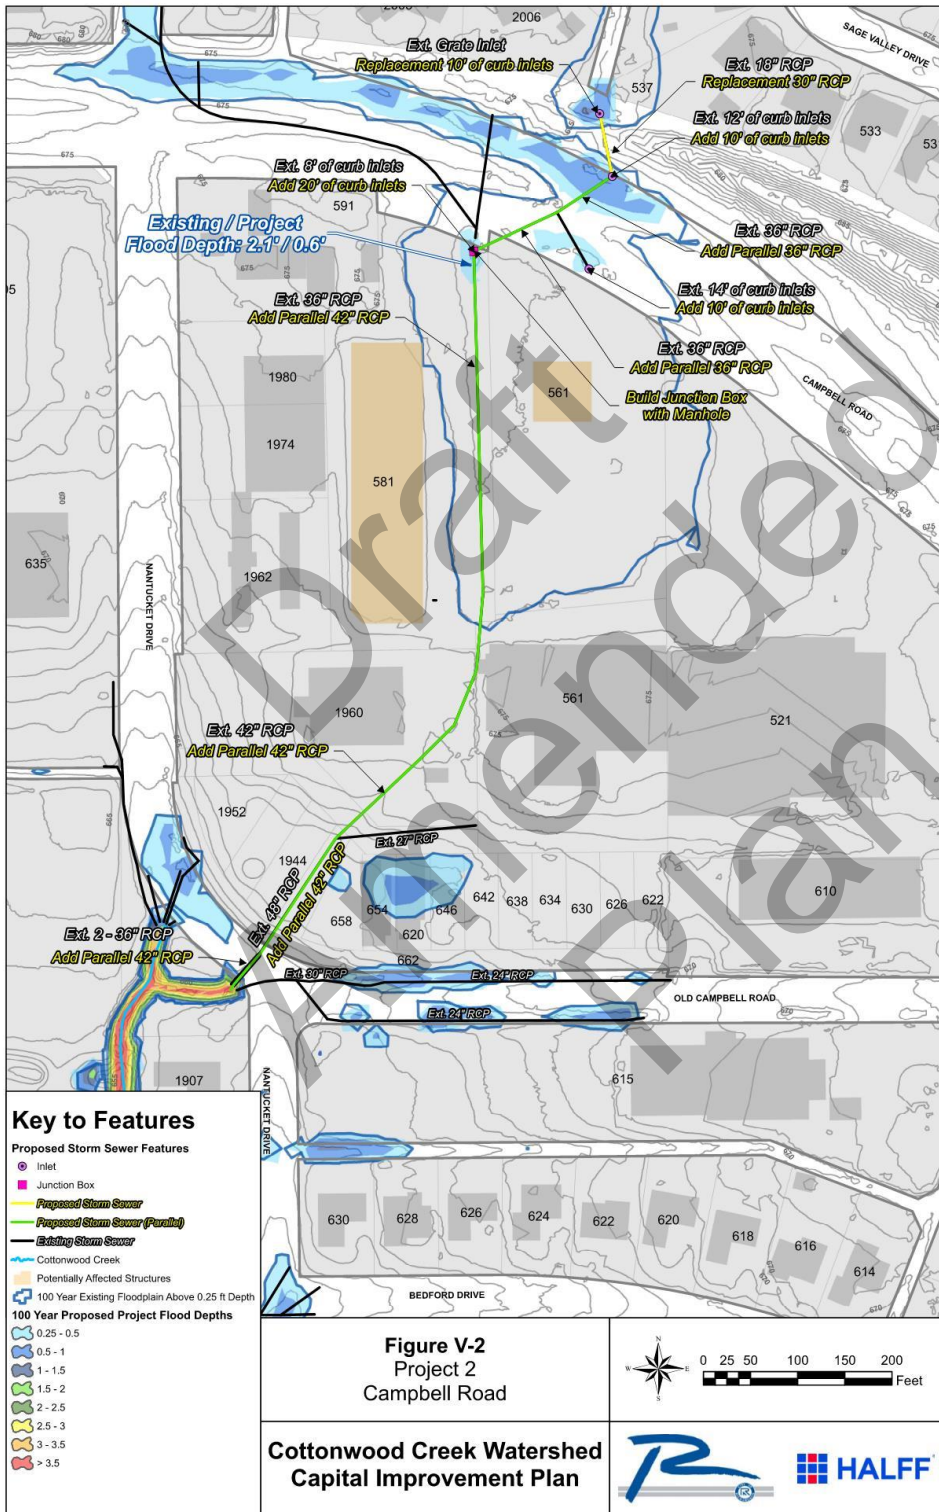 2006
Ext. Grate Inlet
Replacement 10' of curb inlets
SAGE VALLEY DRIVE
Ext. 18" RCP
Replacement 30" RCP
537
533
Ext. 12' of curb inlets
Add 10' of curb inlets
Ext. 8' of curb inlets
Add 20' of curb inlets
591
Existing / Project
Flood Depth: 2.1' / 0.6'
Ext. 36" RCP
Add Parallel 36" RCP
Ext. 14' of curb inlets
Add 10' of curb inlets
Ext. 36" RCP
Add Parallel 42" RCP
Ext. 36" RCP
Add Parallel 36" RCP
CAMPBELL ROAD
Build Junction Box
with Manhole
1980
561
1974
581
635
NANTUCKET DRIVE
1962
Draft
Amended
Plan
1960
561
521
Ext. 42" RCP
Add Parallel 42" RCP
1952
Ext. 27" RCP
1944
Ext. 48" RCP
Add Parallel 42" RCP
658
654
646
642
638
634
630
626
622
610
620
662
Ext. 2 - 36" RCP
Add Parallel 42" RCP
Ext. 30" RCP
Ext. 24" RCP
OLD CAMPBELL ROAD
Ext. 24" RCP
1907
615
NANTUCKET DRIVE
630
628
626
624
622
620
618
616
614
BEDFORD DRIVE
Key to Features
Proposed Storm Sewer Features
Inlet
Junction Box
Proposed Storm Sewer
Proposed Storm Sewer (Parallel)
Existing Storm Sewer
Cottonwood Creek
Potentially Affected Structures
100 Year Existing Floodplain Above 0.25 ft Depth
100 Year Proposed Project Flood Depths
0.25 - 0.5
0.5 - 1
1 - 1.5
1.5 - 2
2 - 2.5
2.5 - 3
3 - 3.5
> 3.5
Figure V-2
Project 2
Campbell Road
N
W E
S
0 25 50 100 150 200
Feet
Cottonwood Creek Watershed
Capital Improvement Plan
R
HALFF